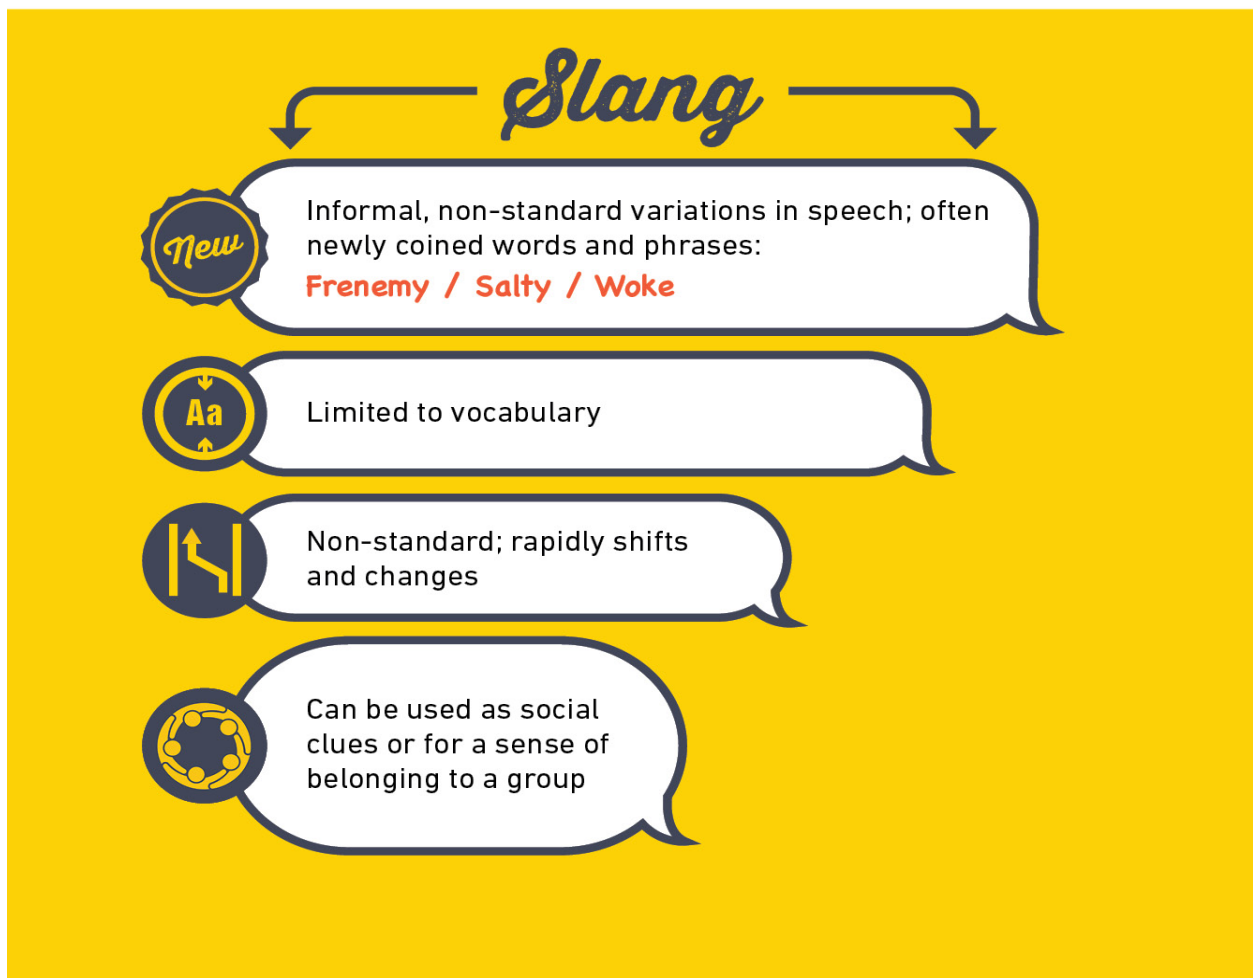 Slang
New
Informal, non-standard variations in speech; often
newly coined words and phrases:
Frenemy / Salty / Woke
Aa
Limited to vocabulary
Non-standard; rapidly shifts
and changes
Can be used as social
clues or for a sense of
belonging to a group